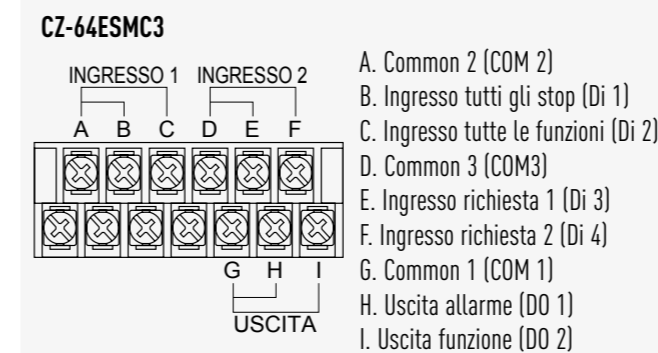 CZ-64ESMC3
INGRESSO 1 INGRESSO 2
A B C D E F
G H I
USCITA
A. Common 2 (COM 2)
B. Ingresso tutti gli stop (Di 1)
C. Ingresso tutte le funzioni (Di 2)
D. Common 3 (COM3)
E. Ingresso richiesta 1 (Di 3)
F. Ingresso richiesta 2 (Di 4)
G. Common 1 (COM 1)
H. Uscita allarme (DO 1)
I. Uscita funzione (DO 2)